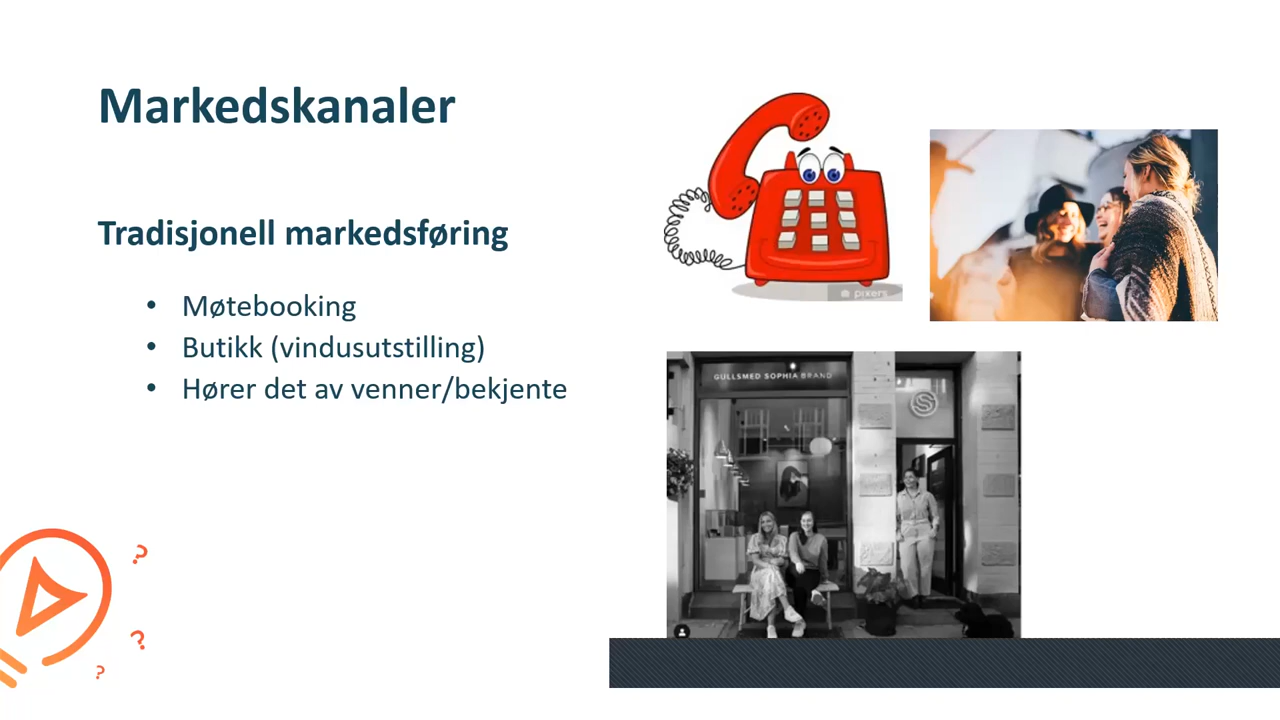 Markedskanaler
Tradisjonell markedsføring
• Møtebooking
• Butikk (vindusutstilling)
• Hører det av venner/bekjente
pixers
GULLSMED SOPHIA BRAND
?
?
?